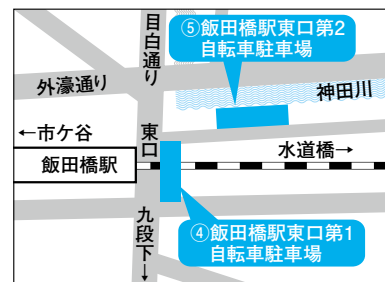 目白通り
⑤飯田橋駅東口第2
自転車駐車場
外濠通り
神田川
←市ケ谷
東口
水道橋→
飯田橋駅
④飯田橋駅東口第1
自転車駐車場
九段下→